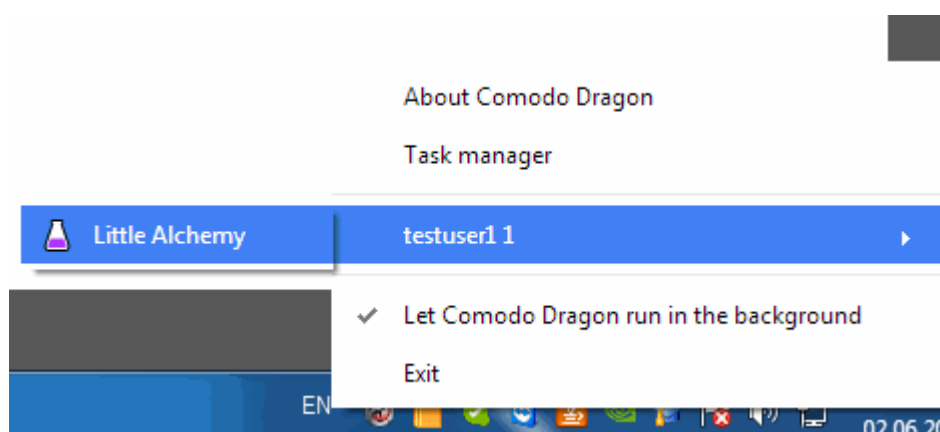 About Comodo Dragon
Task manager
Little Alchemy
testuser1 1
Let Comodo Dragon run in the background
Exit
EN